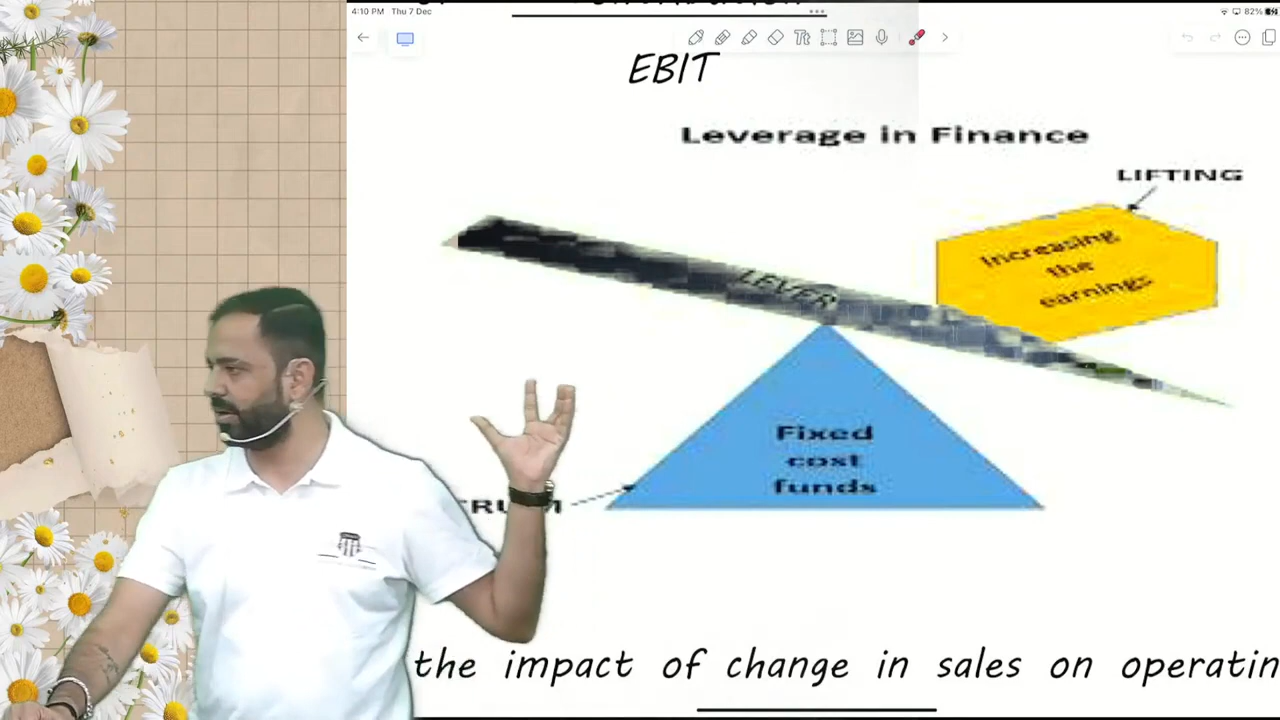 4:10 PM Thu 7 Dec
82%
EBIT
Leverage in Finance
LIFTING
Increasing
the
earnings
LEVER
Fixed
cost
funds
the impact of change in sales on operatin